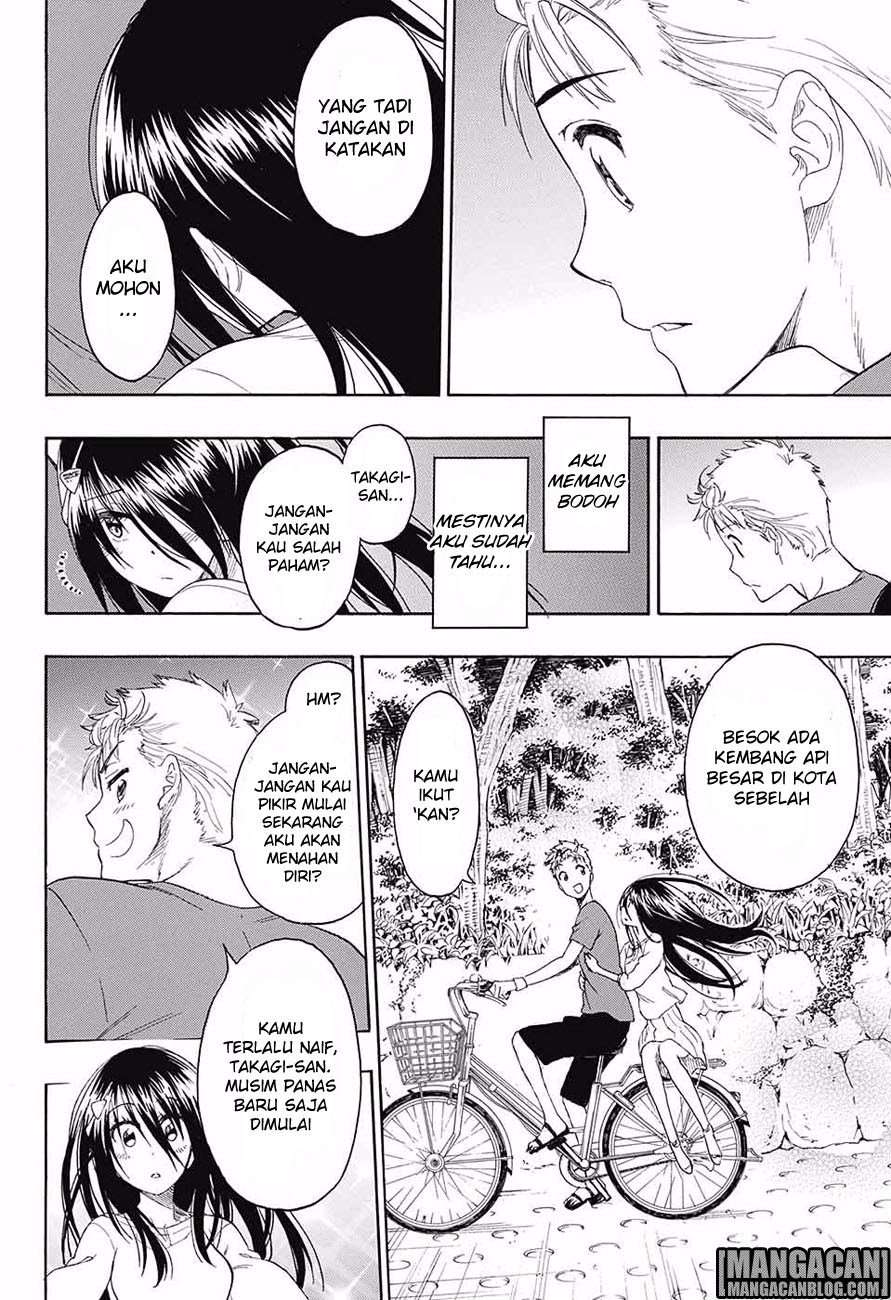 YANG TADI
JANGAN DI
KATAKAN
AKU
MOHON
...
AKU
MEMANG
BODOH
MESTINYA
AKU SUDAH
TAHU...
TAKAGI-
SAN...
JANGAN-
JANGAN
KAU SALAH
PAHAM?
BESOK ADA
KEMBANG API
BESAR DI KOTA
SEBELAH
KAMU
IKUT
'KAN?
HM?
JANGAN-
JANGAN KAU
PIKIR MULAI
SEKARANG
AKU AKAN
MENAHAN
DIRI?
KAMU
TERLALU NAIF,
TAKAGI-SAN.
MUSIM PANAS
BARU SAJA
DIMULAI
[MANGACAN]
MANGACANBLOG.COM